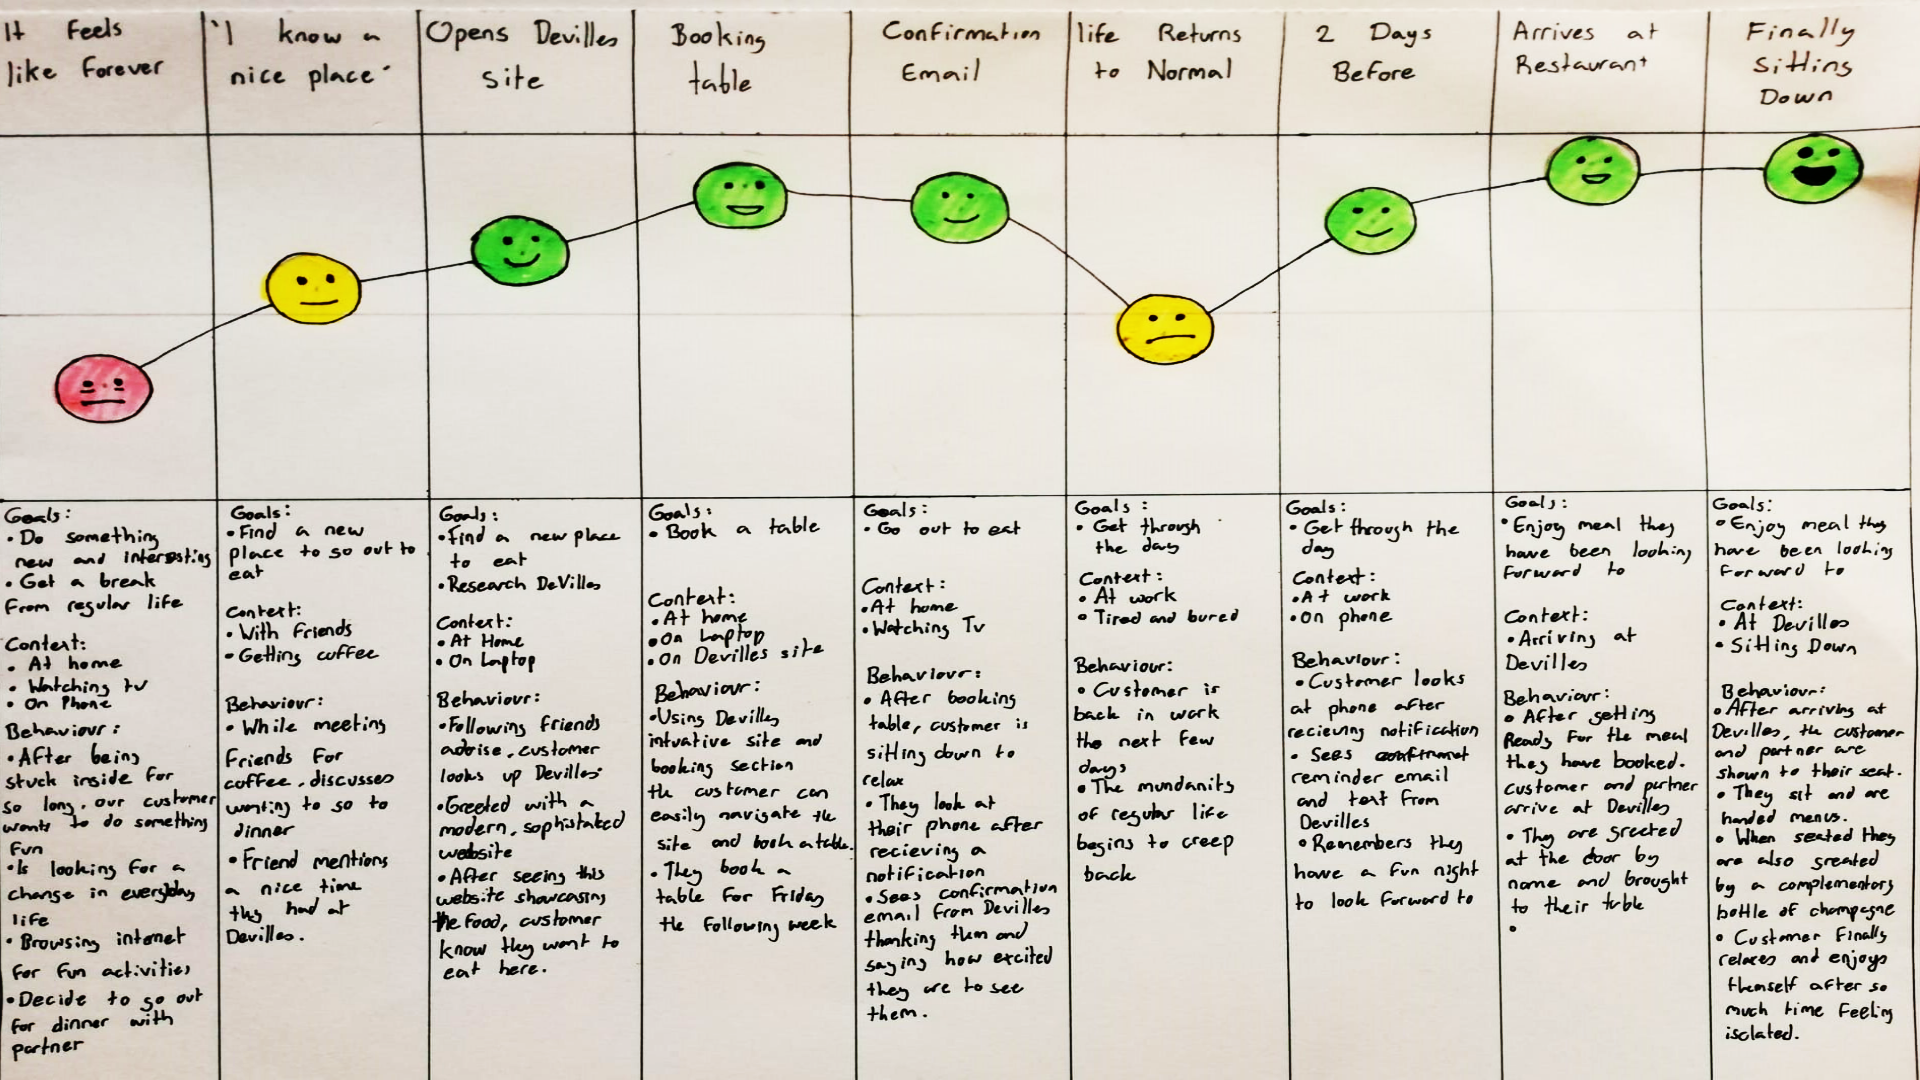 It Feels
like Forever
'I know a
nice place'
Opens Devilles
site
Booking
table
Confirmation
Email
life Returns
to Normal
2 Days
Before
Arrives at
Restaurant
Finally
Sitting
Down
Goals:
• Do something
new and interesting
• Get a break
From regular life
Context:
• At home
• Watching tv
• On Phone
Behaviour:
• After being
stuck inside for
so long, our customer
wants to do something
Fun
• Is looking for a
change in everyday
life
• Browsing internet
for fun activities
• Decide to go out
for dinner with
partner
Goals:
• Find a new
place to go out to
eat
Context:
• With friends
• Getting coffee
Behaviour:
• While meeting
Friends For
coffee, discusses
wanting to go to
dinner
• Friend mentions
a nice time
they had at
Devilles.
Goals:
• find a new place
to eat
• Research DeVilles
Context:
• At Home
• On Laptop
Behaviour:
• Following friends
advise, customer
looks up Devilles
• Greeted with a
modern, sophistaked
website
• After seeing this
website showcasing
the food, customer
know they want to
eat here.
Goals:
• Book a table
Context:
• At home
• On Laptop
• On Devilles site
Behaviour:
• Using Devilles
intuative site and
booking section
the customer can
easily navigate the
site and book a table.
• They book a
table for Friday
the following week
Goals:
• Go out to eat
Context:
• At home
• Watching Tv
Behaviour:
• After booking
table, customer is
sitting down to
relax
• They look at
their phone after
recieving a
notification
• Sees confirmation
email from Devilles
thanking them and
saying how excited
they are to see
them.
Goals:
• Get through
the day
Context:
• At work
• Tired and bored
Behaviour:
• Customer is
back in work
the next few
days
• The mundanity
of regular life
begins to creep
back
Goals:
• Get through the
day
Context:
• At work
• On phone
Behaviour:
• Customer looks
at phone after
recieving notification
• Sees
reminder email
and text from
Devilles
• Remembers they
have a fun night
to look forward to
Goals:
• Enjoy meal they
have been looking
forward to
Context:
• Arriving at
Devilles
Behaviour:
• After getting
Ready for the meal
they have booked.
customer and partner
arrive at Devilles
• They are greeted
at the door by
name and brought
to their table
•
Goals:
• Enjoy meal they
have been looking
forward to
Context:
• At Devilles
• Sitting Down
Behaviour:
• After arriving at
Devilles, the customer
and partner are
shown to their seat.
• They sit and are
handed menus.
• When seated they
are also greated
by a complementary
bottle of champagne
• Customer Finally
relaxes and enjoys
themself after so
much time feeling
isolated.